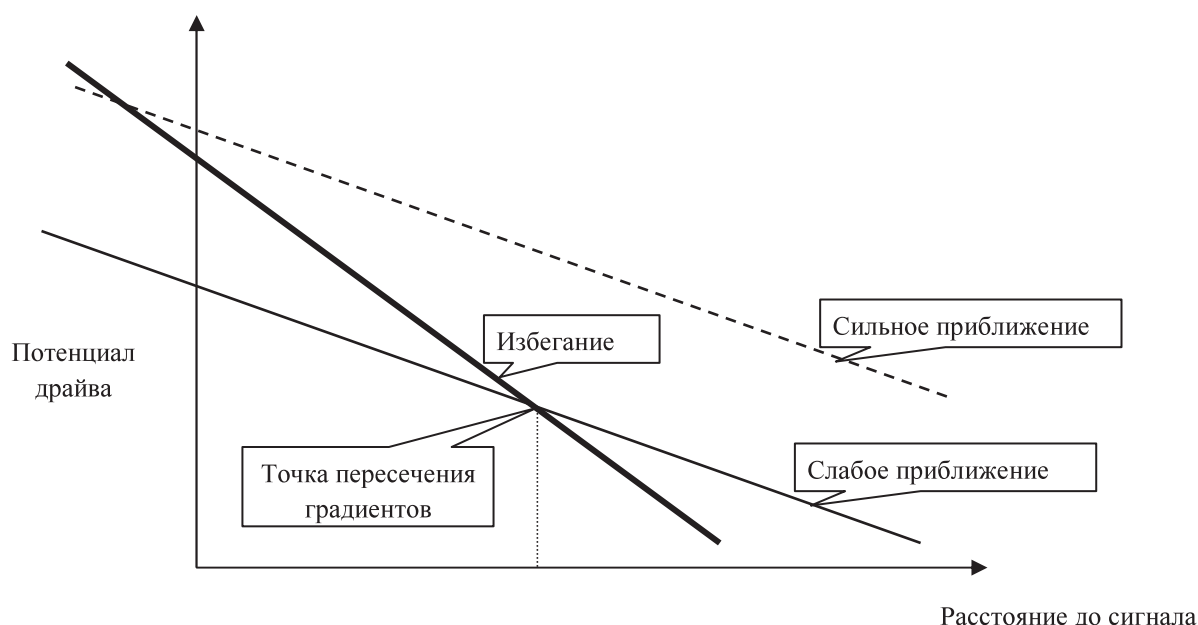 Сильное приближение
Избегание
Потенциал
драйва
Слабое приближение
Точка пересечения
градиентов
Расстояние до сигнала